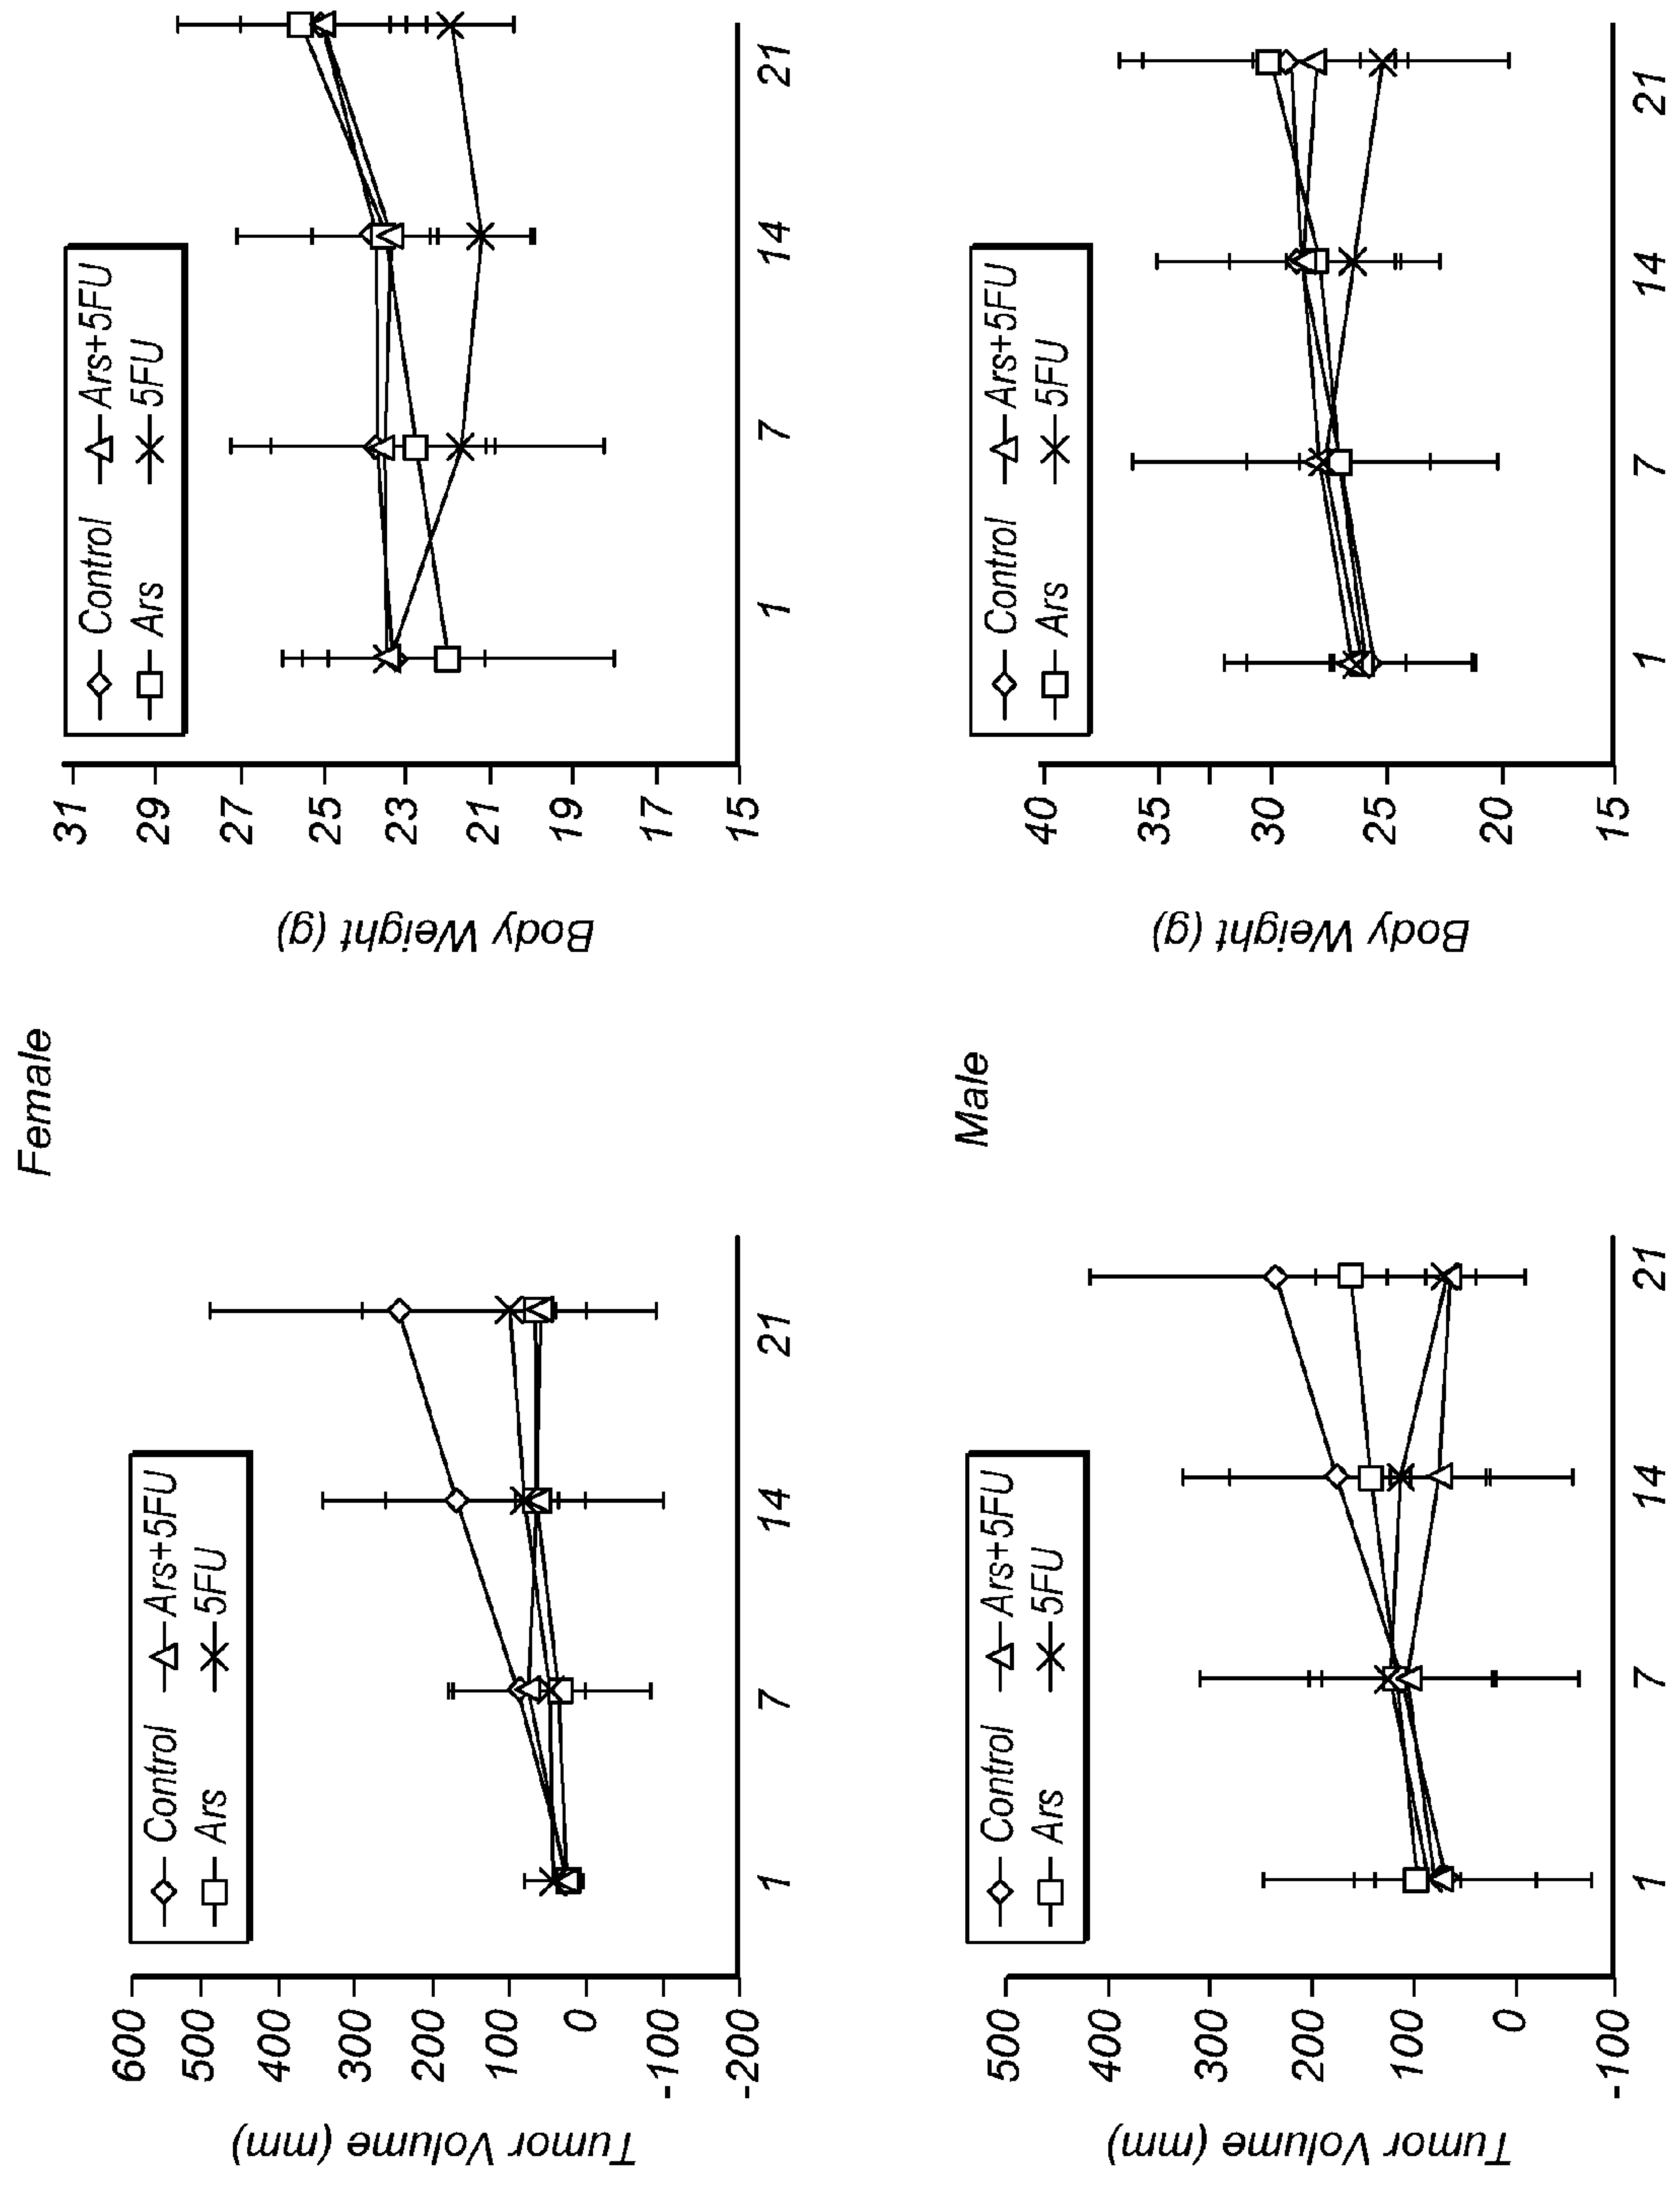 Female
Control
Ars+5FU
Ars
5FU
600
500
400
300
200
100
0
-100
-200
Tumor Volume (mm)
1
7
14
21
Control
Ars+5FU
Ars
5FU
31
29
27
25
23
21
19
17
15
Body Weight (g)
1
7
14
21
Male
Control
Ars+5FU
Ars
5FU
500
400
300
200
100
0
-100
Tumor Volume (mm)
1
7
14
21
Control
Ars+5FU
Ars
5FU
40
35
30
25
20
15
Body Weight (g)
1
7
14
21